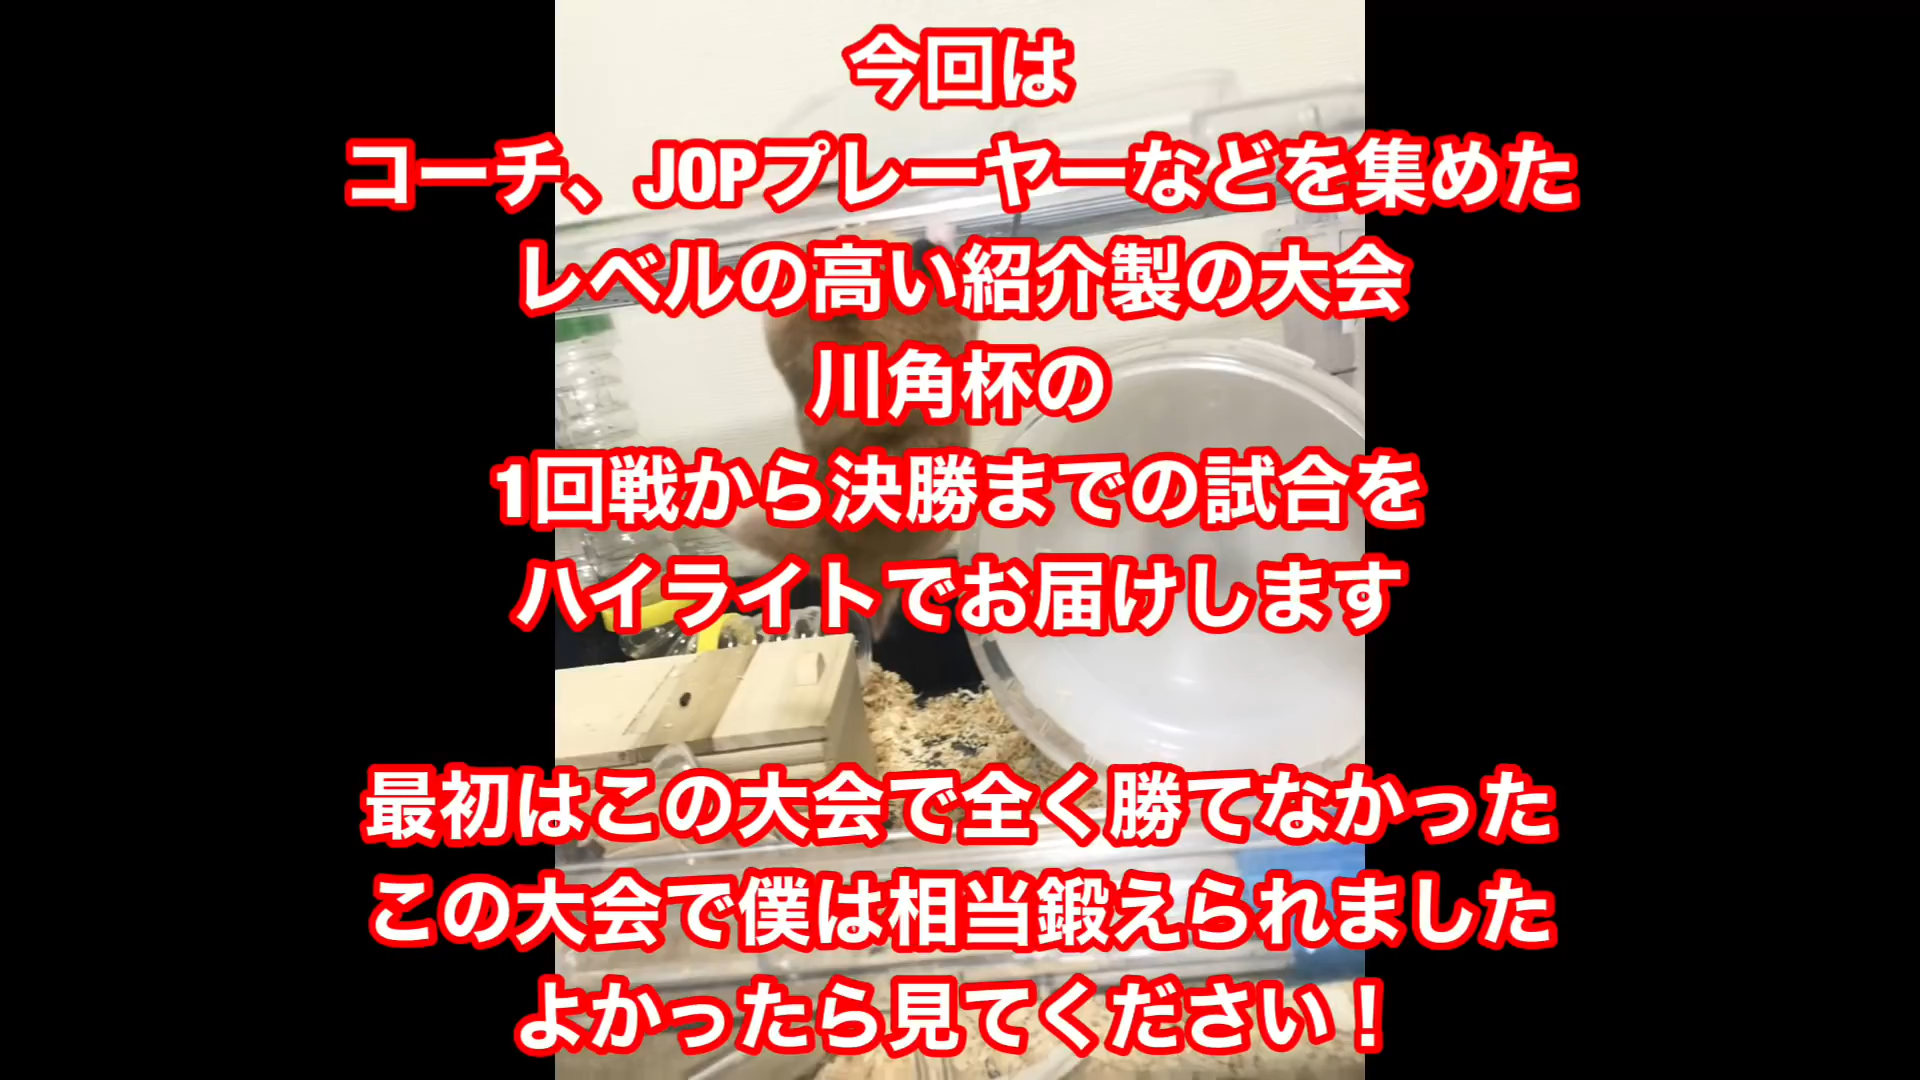 今回は
コーチ、JOPプレーヤーなどを集めた
レベルの高い紹介製の大会
川角杯の
1回戦から決勝までの試合を
ハイライトでお届けします
最初はこの大会で全く勝てなかった
この大会で僕は相当鍛えられました
よかったら見てください！